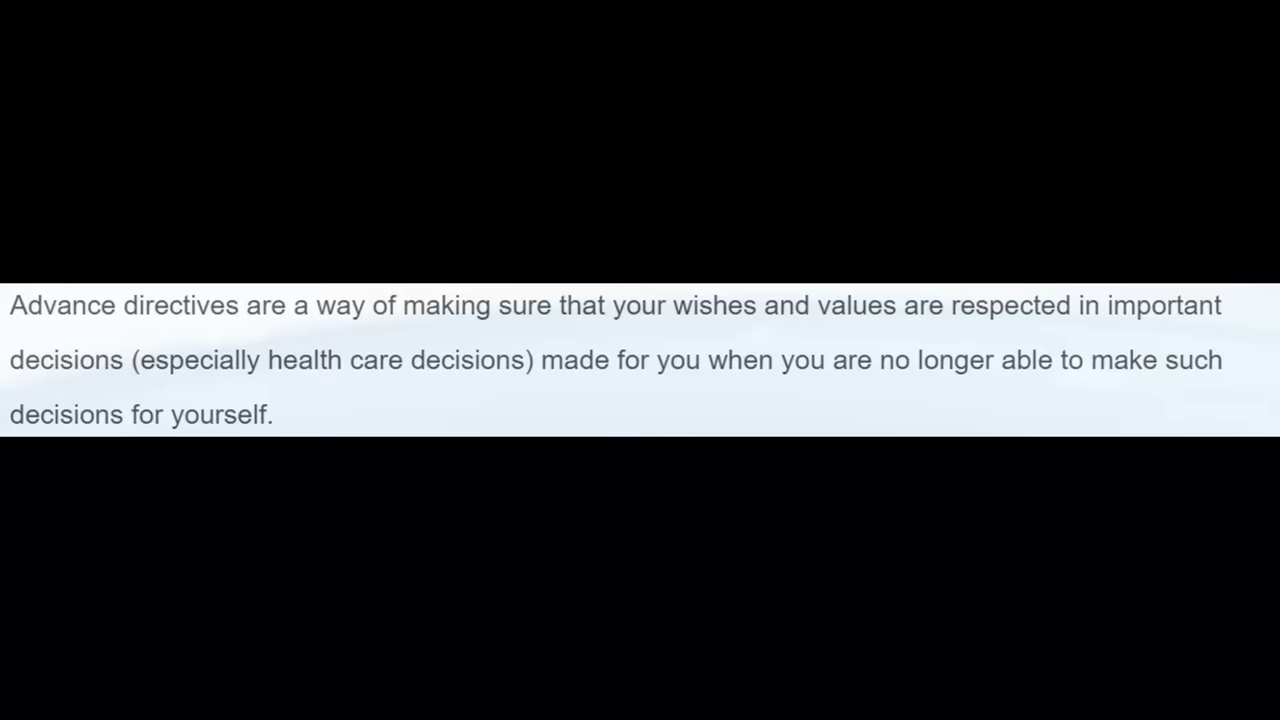 Advance directives are a way of making sure that your wishes and values are respected in important
decisions (especially health care decisions) made for you when you are no longer able to make such
decisions for yourself.